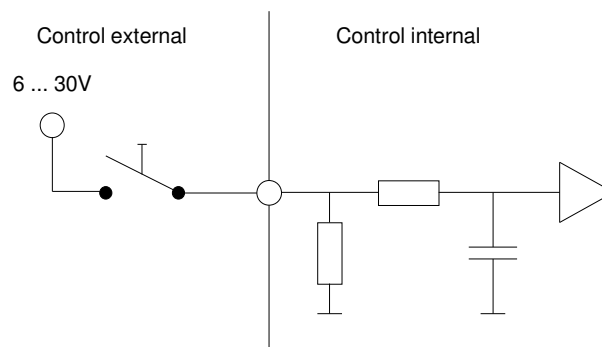 Control external
Control internal
6 ... 30V